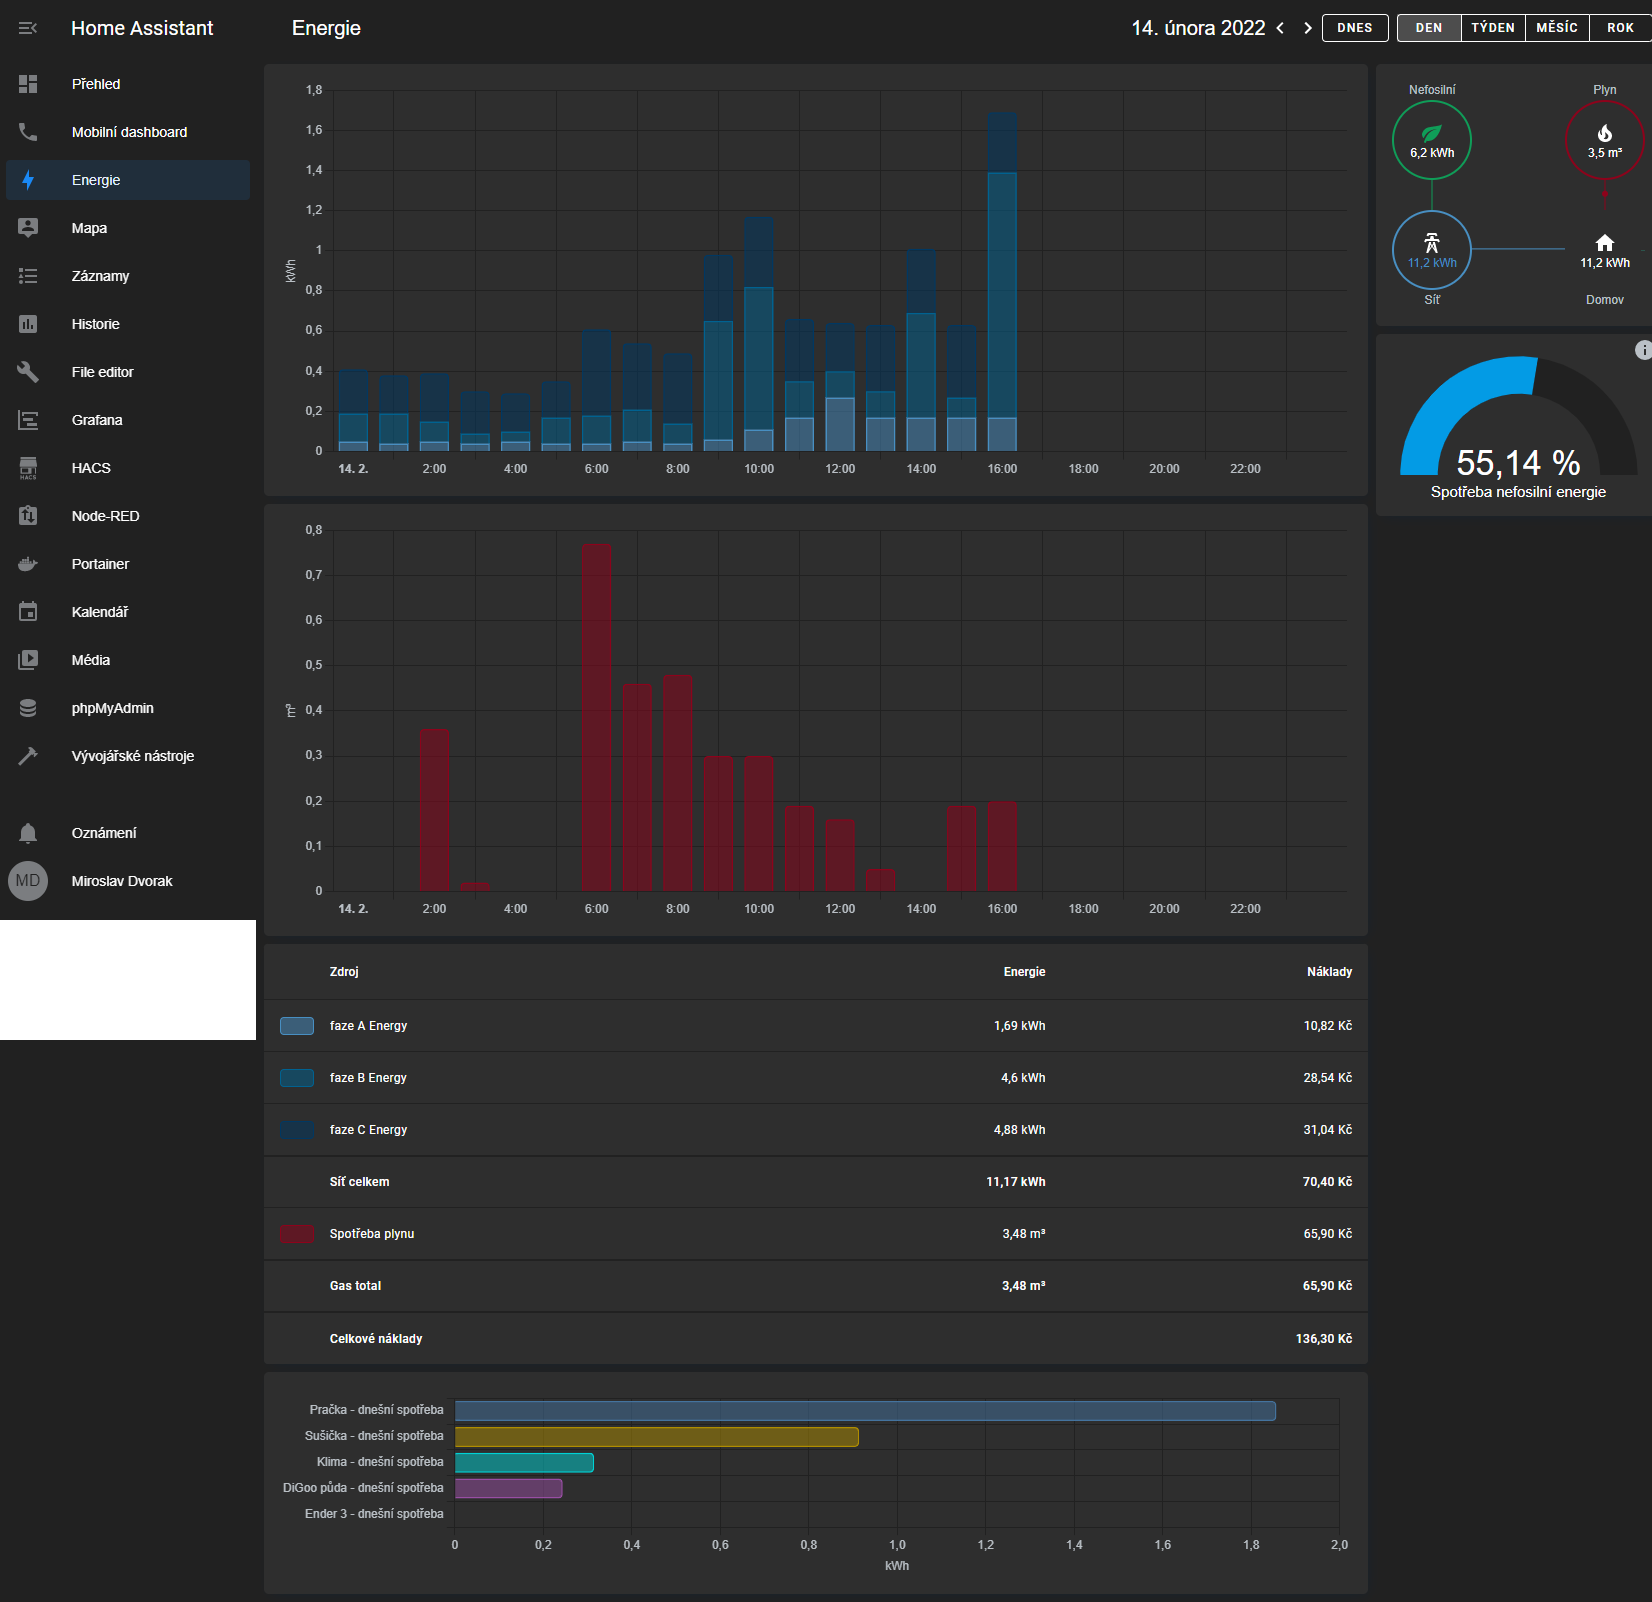 Home Assistant
Energie
14. února 2022
DNES
DEN
TÝDEN
MĚSÍC
ROK
Přehled
Mobilní dashboard
Energie
Mapa
Záznamy
Historie
File editor
Grafana
HACS
HACS
Node-RED
Portainer
Kalendář
Média
phpMyAdmin
Vývojářské nástroje
Oznámení
MD
Miroslav Dvorak
1,8
1,6
1,4
1,2
1
0,8
0,6
0,4
0,2
0
kWh
14. 2.
2:00
4:00
6:00
8:00
10:00
12:00
14:00
16:00
18:00
20:00
22:00
Nefosilní
Plyn
6,2 kWh
3,5 m³
11,2 kWh
11,2 kWh
Síť
Domov
55,14 %
Spotřeba nefosilní energie
0,8
0,7
0,6
0,5
0,4
0,3
0,2
0,1
0
m³
14. 2.
2:00
4:00
6:00
8:00
10:00
12:00
14:00
16:00
18:00
20:00
22:00
Zdroj Energie Náklady
faze A Energy 1,69 kWh 10,82 Kč
faze B Energy 4,6 kWh 28,54 Kč
faze C Energy 4,88 kWh 31,04 Kč
Síť celkem 11,17 kWh 70,40 Kč
Spotřeba plynu 3,48 m³ 65,90 Kč
Gas total 3,48 m³ 65,90 Kč
Celkové náklady 136,30 Kč
Pračka - dnešní spotřeba
Sušička - dnešní spotřeba
Klima - dnešní spotřeba
DiGoo půda - dnešní spotřeba
Ender 3 - dnešní spotřeba
0
0,2
0,4
0,6
0,8
1,0
1,2
1,4
1,6
1,8
2,0
kWh